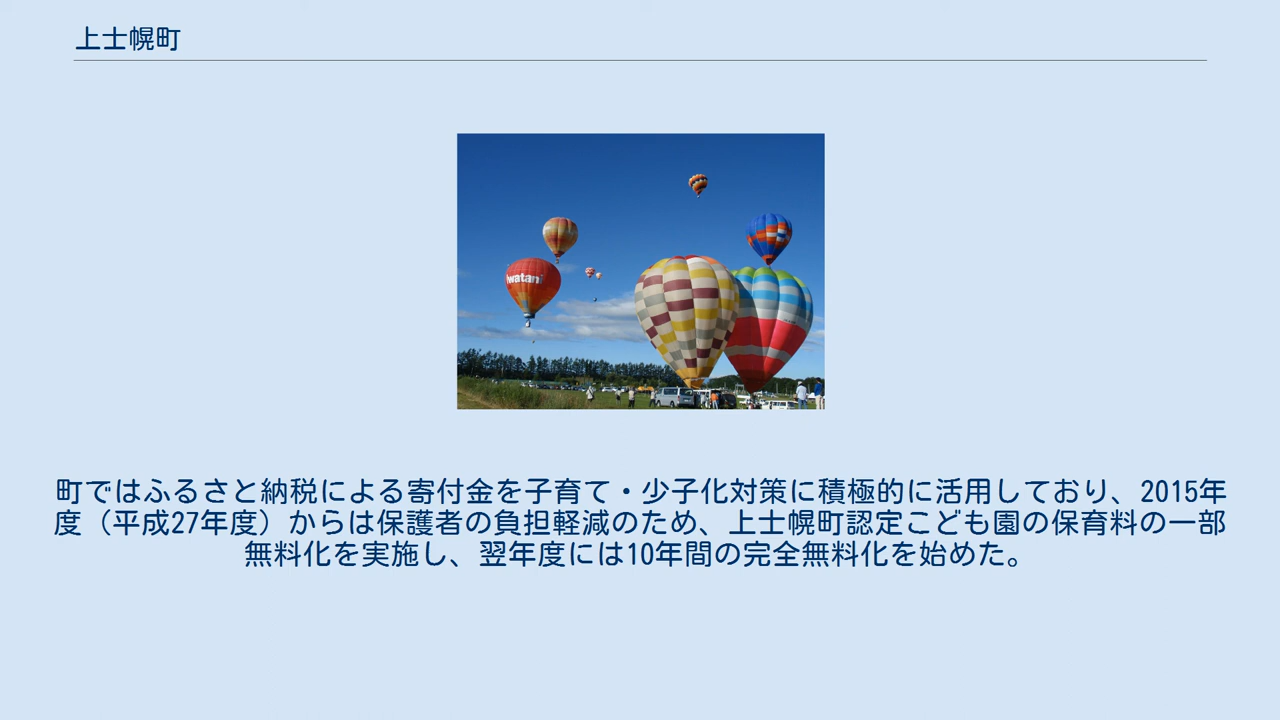 上士幌町
Iwatani
町ではふるさと納税による寄付金を子育て・少子化対策に積極的に活用しており、2015年
度（平成27年度）からは保護者の負担軽減のため、上士幌町認定こども園の保育料の一部
無料化を実施し、翌年度には10年間の完全無料化を始めた。